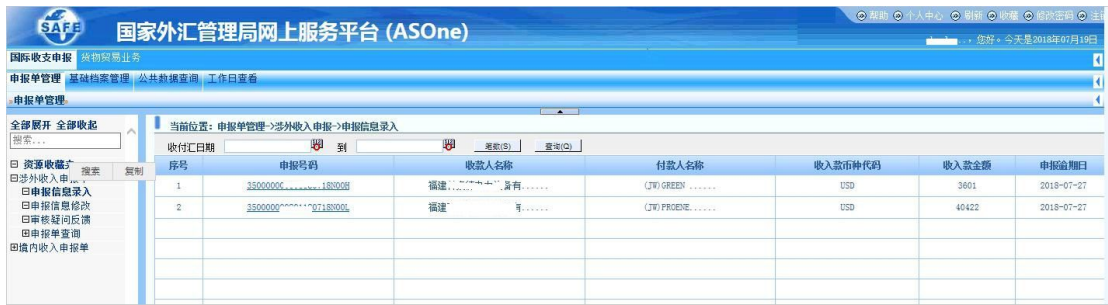 SAFE
国家外汇管理局网上服务平台 (ASOne)
帮助 个人中心 刷新 收藏 修改密码
您好。今天是2018年07月19日
国际收支申报 货物贸易业务
申报单管理 基础档案管理 公共数据查询 工作日查看
申报单管理
全部展开 全部收起
搜索...
当前位置: 申报单管理->涉外收入申报->申报信息录入
收付汇日期 到 笔数(S) 查询(Q)
资源收藏
搜索 复制
涉外收入申
申报信息录入
申报信息修改
审核疑问反馈
申报单查询
境内收入申报单
序号 申报号码 收款人名称 付款人名称 收入款币种代码 收入款金额 申报逾期日
1 3500000 18N00H 福建 备有...... (JW)GREEN ...... USD 3601 2018-07-27
2 3500000 0718N00L 福建 有...... (JW)PROENE...... USD 40422 2018-07-27